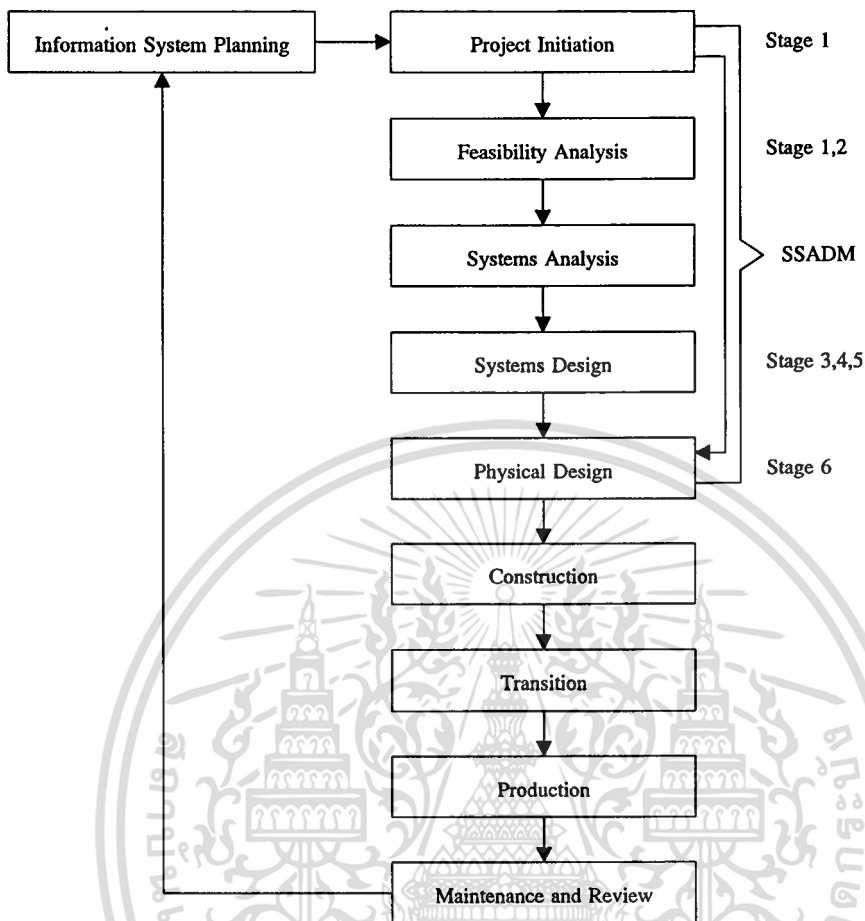 Information System Planning
Project Initiation
Stage 1
Feasibility Analysis
Stage 1,2
Systems Analysis
SSADM
Systems Design
Stage 3,4,5
Physical Design
Stage 6
Construction
Transition
Production
Maintenance and Review